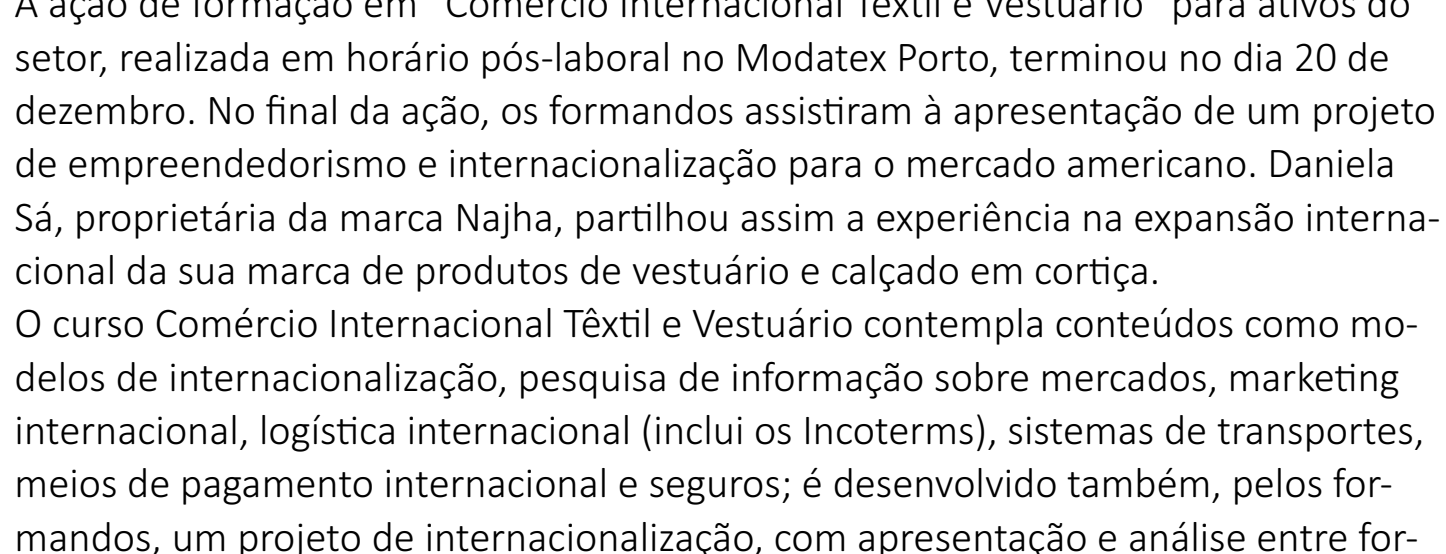 A ação de formação em "Comércio Internacional Têxtil e Vestuário" para ativos do
setor, realizada em horário pós-laboral no Modatex Porto, terminou no dia 20 de
dezembro. No final da ação, os formandos assistiram à apresentação de um projeto
de empreendedorismo e internacionalização para o mercado americano. Daniela
Sá, proprietária da marca Najha, partilhou assim a experiência na expansão interna-
cional da sua marca de produtos de vestuário e calçado em cortiça.
O curso Comércio Internacional Têxtil e Vestuário contempla conteúdos como mo-
delos de internacionalização, pesquisa de informação sobre mercados, marketing
internacional, logística internacional (inclui os Incoterms), sistemas de transportes,
meios de pagamento internacional e seguros; é desenvolvido também, pelos for-
mandos, um projeto de internacionalização, com apresentação e análise entre for-